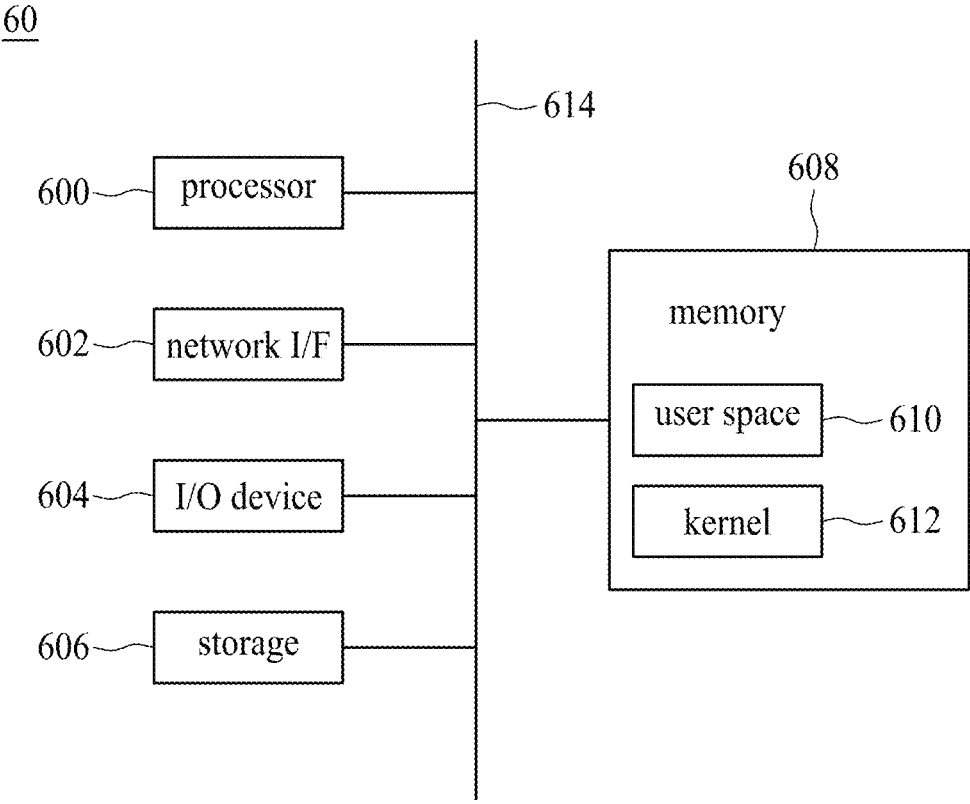 60
614
608
600 processor
memory
602 network I/F
user space 610
604 I/O device
kernel 612
606 storage